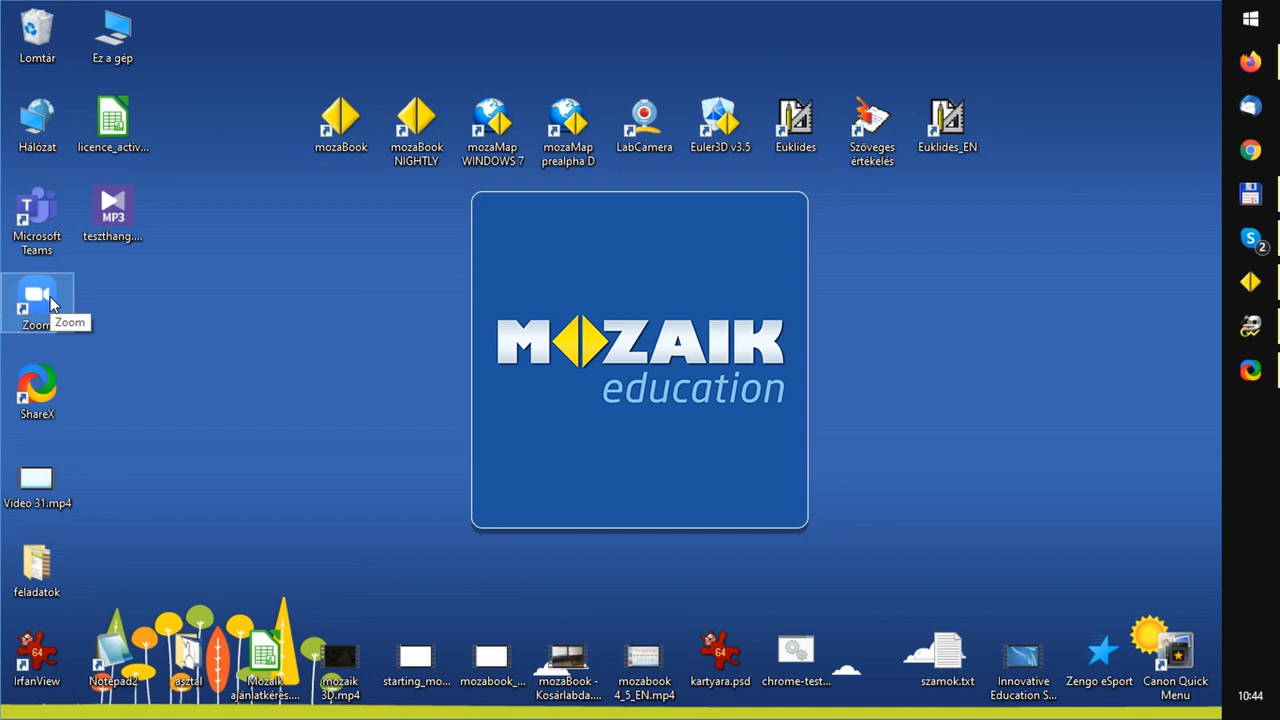 Lomtár
Ez a gép
Hálózat
licence_activ...
mozaBook
mozaBook
NIGHTLY
mozaMap
WINDOWS 7
mozaMap
prealpha D
LabCamera
Euler3D v3.5
Euklides
Szöveges
értékelés
Euklides_EN
Microsoft
Teams
MP3
teszthang....
Zoom
Zoom
ShareX
Video 31.mp4
feladatok
MOZAIK
education
64
IrfanView
Notepad2
asztal
Mozaik
ajánlatkérés....
mozaik
3D.mp4
starting_mo...
mozabook_...
mozaBook -
Kosárlabda....
mozabook
4_5_EN.mp4
64
kartyara.psd
chrome-test...
szamok.txt
Innovative
Education S...
Zengo eSport
Canon Quick
Menu
S
2
10:44